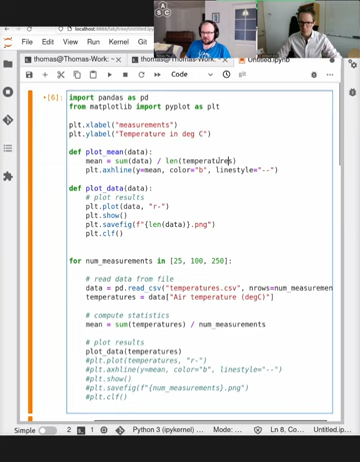 localhost:8888/lab/tree/Untitled.ipynb
File Edit View Run Kernel
thomas@Thomas-Work: ~
thomas@Thomas-Work: ~
Untitled.ipynb
Code
[6]:
import pandas as pd
from matplotlib import pyplot as plt
plt.xlabel("measurements")
plt.ylabel("Temperature in deg C")
def plot_mean(data):
mean = sum(data) / len(temperatures)
plt.axhline(y=mean, color="b", linestyle="--")
def plot_data(data):
# plot results
plt.plot(data, "r-")
plt.show()
plt.savefig(f"{len(data)}.png")
plt.clf()
for num_measurements in [25, 100, 250]:
# read data from file
data = pd.read_csv("temperatures.csv", nrows=num_measuremen
temperatures = data["Air temperature (degC)"]
# compute statistics
mean = sum(temperatures) / num_measurements
# plot results
plot_data(temperatures)
#plt.plot(temperatures, "r-")
#plt.axhline(y=mean, color="b", linestyle="--")
#plt.show()
#plt.savefig(f"{num_measurements}.png")
#plt.clf()
Simple
2
1
Python 3 (ipykernel)
Mode: Command
Ln 8, Co